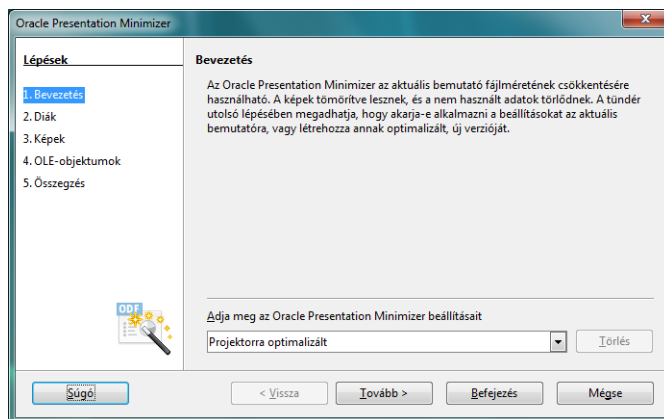 Oracle Presentation Minimizer
Lépések
1. Bevezetés
2. Diák
3. Képek
4. OLE-objektumok
5. Összegzés
ODF
Bevezetés
Az Oracle Presentation Minimizer az aktuális bemutató fájlméretének csökkentésére
használható. A képek tömörítve lesznek, és a nem használt adatok törlődnek. A tündér
utolsó lépésében megadhatja, hogy akarja-e alkalmazni a beállításokat az aktuális
bemutatóra, vagy létrehozza annak optimalizált, új verzióját.
Adja meg az Oracle Presentation Minimizer beállításait
Projektorra optimalizált
Törlés
Súgó
< Vissza
Tovább >
Befejezés
Mégse